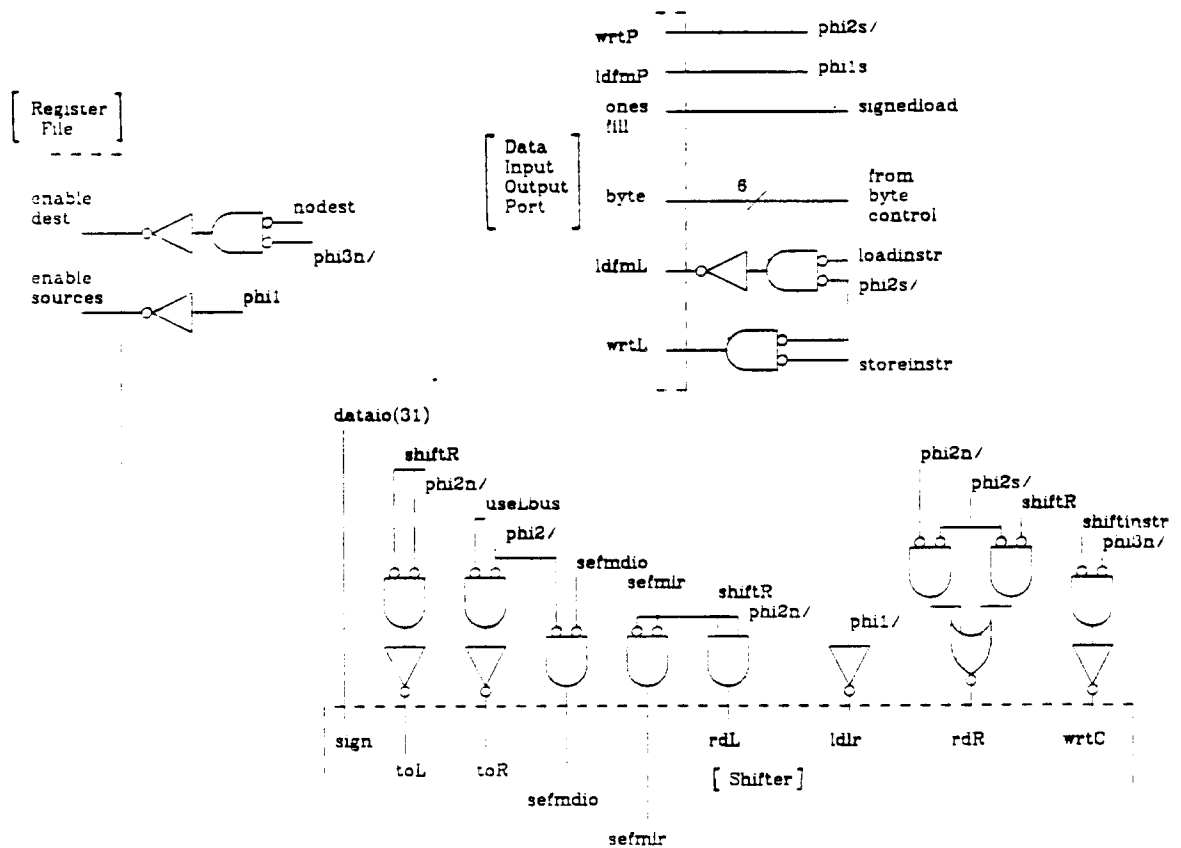 wrtP
phi2s/
ldfmP
phi1s
ones
fill
signedload
[ Register
File ]
[ Data
Input
Output
Port ]
byte
6
from
byte
control
enable
dest
nodest
phi3n/
ldfmL
loadinstr
phi2s/
enable
sources
phi1
wrtL
storeinstr
dataio(31)
shiftR
phi2n/
useLbus
phi2/
sefmdio
sefmir
shiftR
phi2n/
phi1/
phi2n/
phi2s/
shiftR
shiftinstr
phi3n/
sign
toL
toR
sefmdio
sefmir
rdL
ldlr
rdR
wrtC
[ Shifter ]